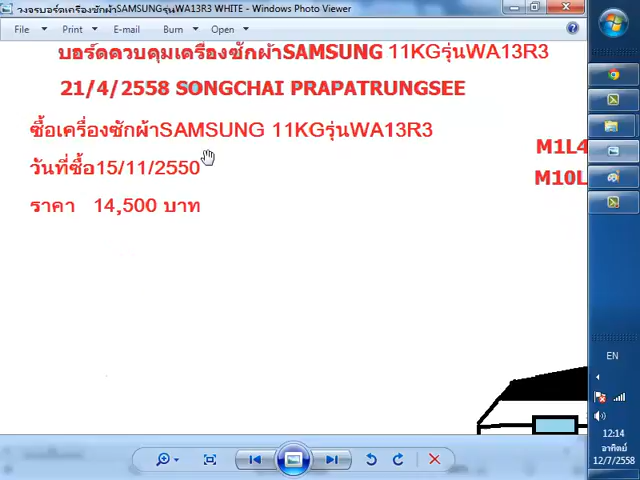 วงจรบอร์ดเครื่องซักผ้าSAMSUNGรุ่นWA13R3 WHITE - Windows Photo Viewer
File Print Burn E-mail Open
บอร์ดควบคุมเครื่องซักผ้าSAMSUNG 11KGรุ่นWA13R3
21/4/2558 SONGCHAI PRAPATRUNGSEE
ซื้อเครื่องซักผ้าSAMSUNG 11KGรุ่นWA13R3
M1L4
วันที่ซื้อ15/11/2550
M10L
ราคา 14,500 บาท
EN
12:14
อาทิตย์
12/7/2558